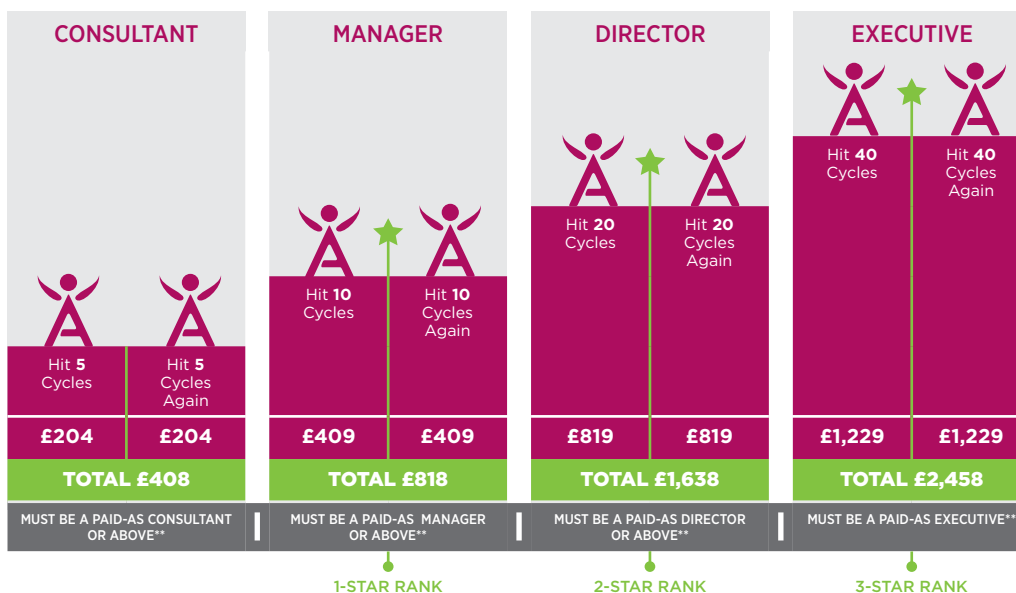 CONSULTANT
Hit 5
Cycles
Hit 5
Cycles
Again
£204
£204
TOTAL £408
MUST BE A PAID-AS CONSULTANT
OR ABOVE**
MANAGER
Hit 10
Cycles
Hit 10
Cycles
Again
£409
£409
TOTAL £818
MUST BE A PAID-AS MANAGER
OR ABOVE**
1-STAR RANK
DIRECTOR
Hit 20
Cycles
Hit 20
Cycles
Again
£819
£819
TOTAL £1,638
MUST BE A PAID-AS DIRECTOR
OR ABOVE**
2-STAR RANK
EXECUTIVE
Hit 40
Cycles
Hit 40
Cycles
Again
£1,229
£1,229
TOTAL £2,458
MUST BE A PAID-AS EXECUTIVE**
3-STAR RANK